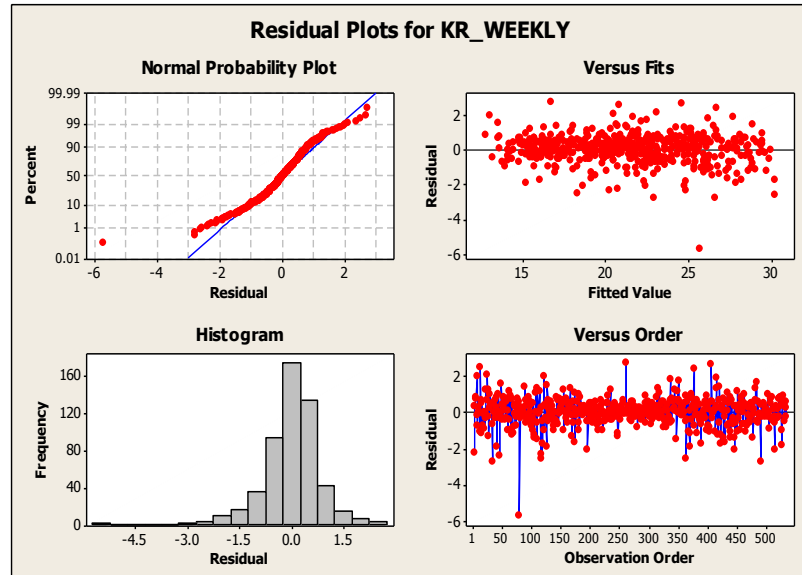 Residual Plots for KR_WEEKLY
Normal Probability Plot
99.99
99
90
50
10
1
0.01
Percent
-6 -4 -2 0 2
Residual
Versus Fits
2
0
-2
-4
-6
Residual
15 20 25 30
Fitted Value
Histogram
160
120
80
40
0
Frequency
-4.5 -3.0 -1.5 0.0 1.5
Residual
Versus Order
2
0
-2
-4
-6
Residual
1 50 100 150 200 250 300 350 400 450 500
Observation Order